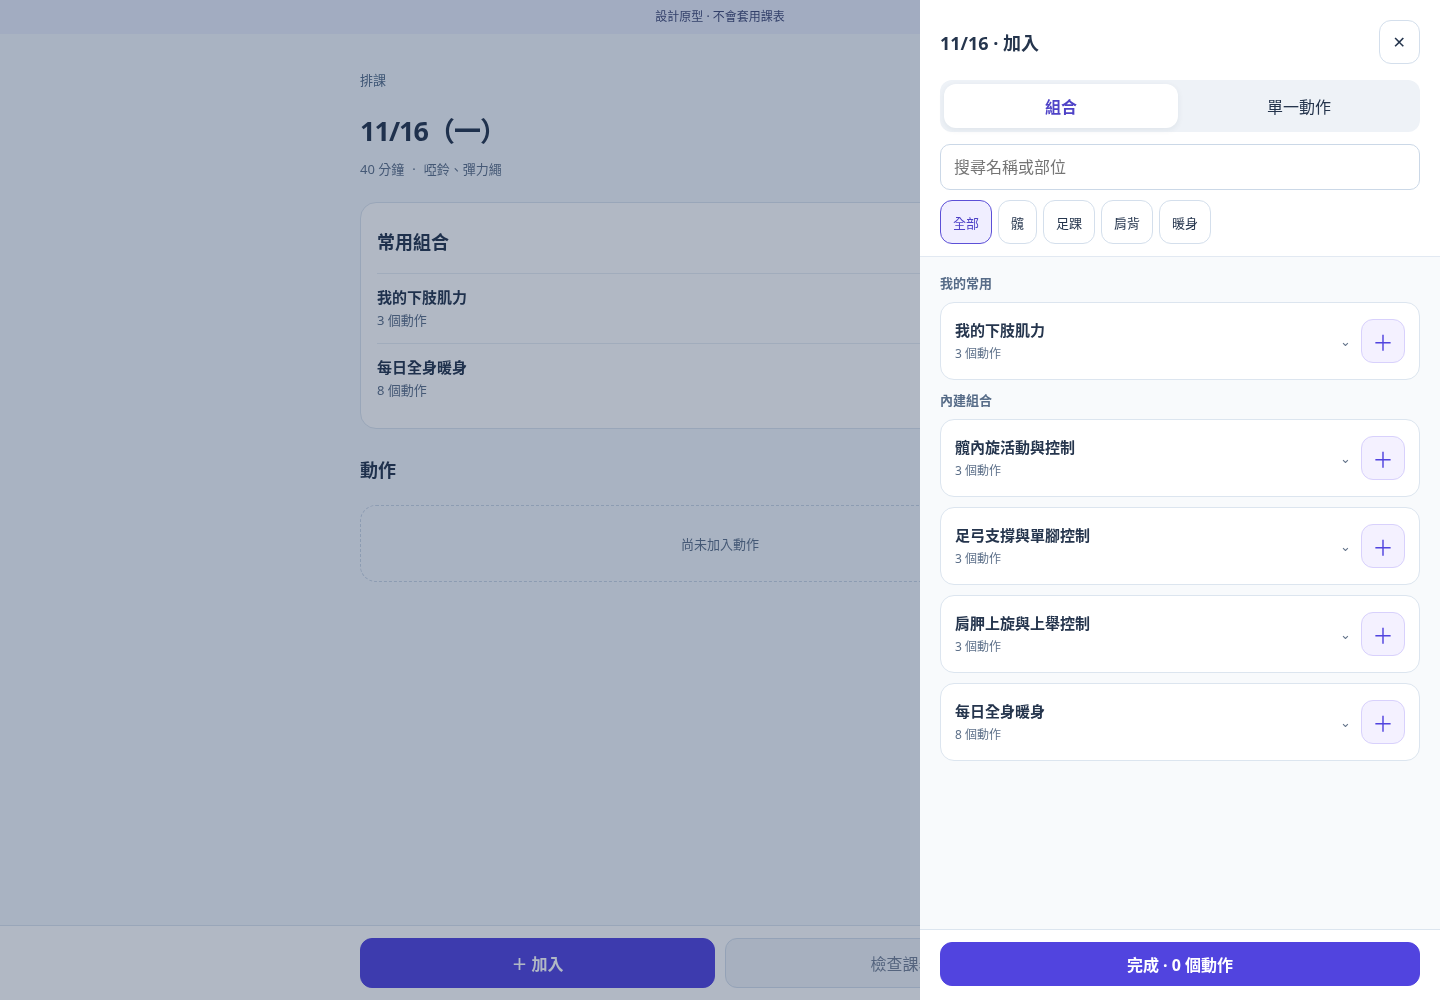 設計原型 · 不會套用課表
排課
11/16（一）
40 分鐘 · 啞鈴、彈力繩
常用組合
我的下肢肌力
3 個動作
每日全身暖身
8 個動作
動作
尚未加入動作
＋ 加入
檢查課
11/16 · 加入
×
組合
單一動作
搜尋名稱或部位
全部
髖
足踝
肩背
暖身
我的常用
我的下肢肌力
3 個動作
＋
內建組合
髖內旋活動與控制
3 個動作
＋
足弓支撐與單腳控制
3 個動作
＋
肩胛上旋與上舉控制
3 個動作
＋
每日全身暖身
8 個動作
＋
完成 · 0 個動作